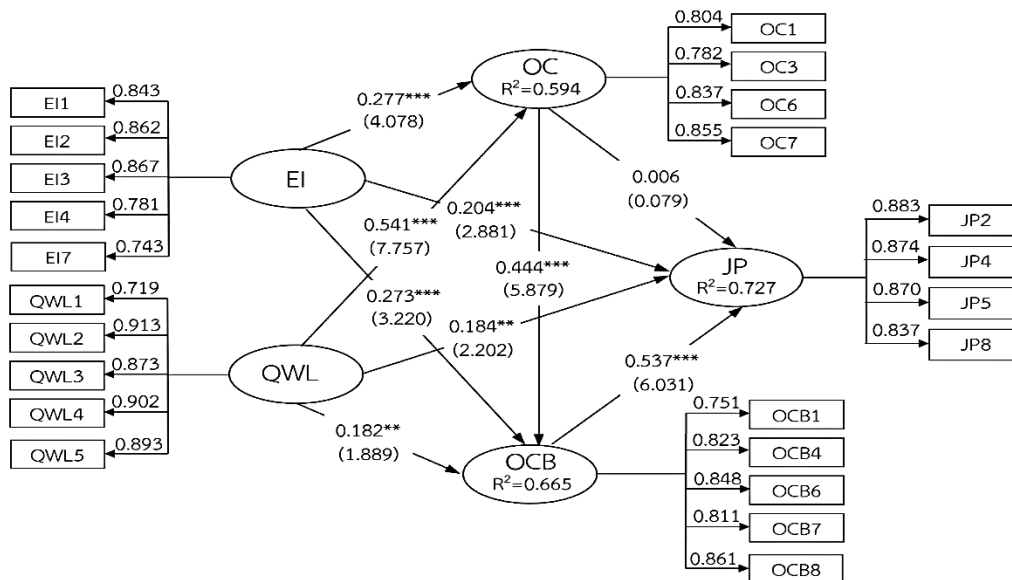 0.804
OC1
OC
R²=0.594
0.782
OC3
0.837
OC6
0.855
OC7
0.843
EI1
0.862
EI2
0.867
EI3
0.781
EI4
0.743
EI7
EI
0.277***
(4.078)
0.006
(0.079)
0.541***
(7.757)
0.204***
(2.881)
0.444***
(5.879)
0.273***
(3.220)
0.184**
(2.202)
JP
R²=0.727
0.883
JP2
0.874
JP4
0.870
JP5
0.837
JP8
0.719
QWL1
0.913
QWL2
0.873
QWL3
0.902
QWL4
0.893
QWL5
QWL
0.182**
(1.889)
0.537***
(6.031)
OCB
R²=0.665
0.751
OCB1
0.823
OCB4
0.848
OCB6
0.811
OCB7
0.861
OCB8